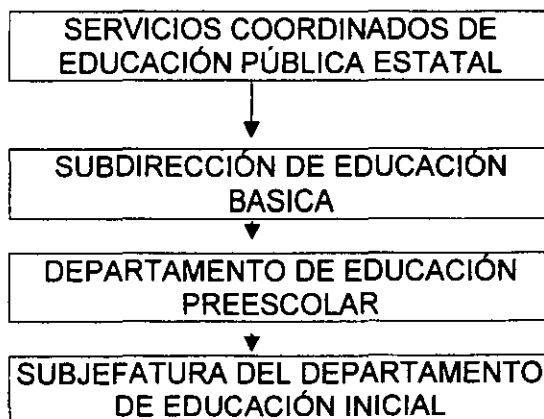 SERVICIOS COORDINADOS DE
EDUCACIÓN PÚBLICA ESTATAL
SUBDIRECCIÓN DE EDUCACIÓN
BASICA
DEPARTAMENTO DE EDUCACIÓN
PREESCOLAR
SUBJEFATURA DEL DEPARTAMENTO
DE EDUCACIÓN INICIAL